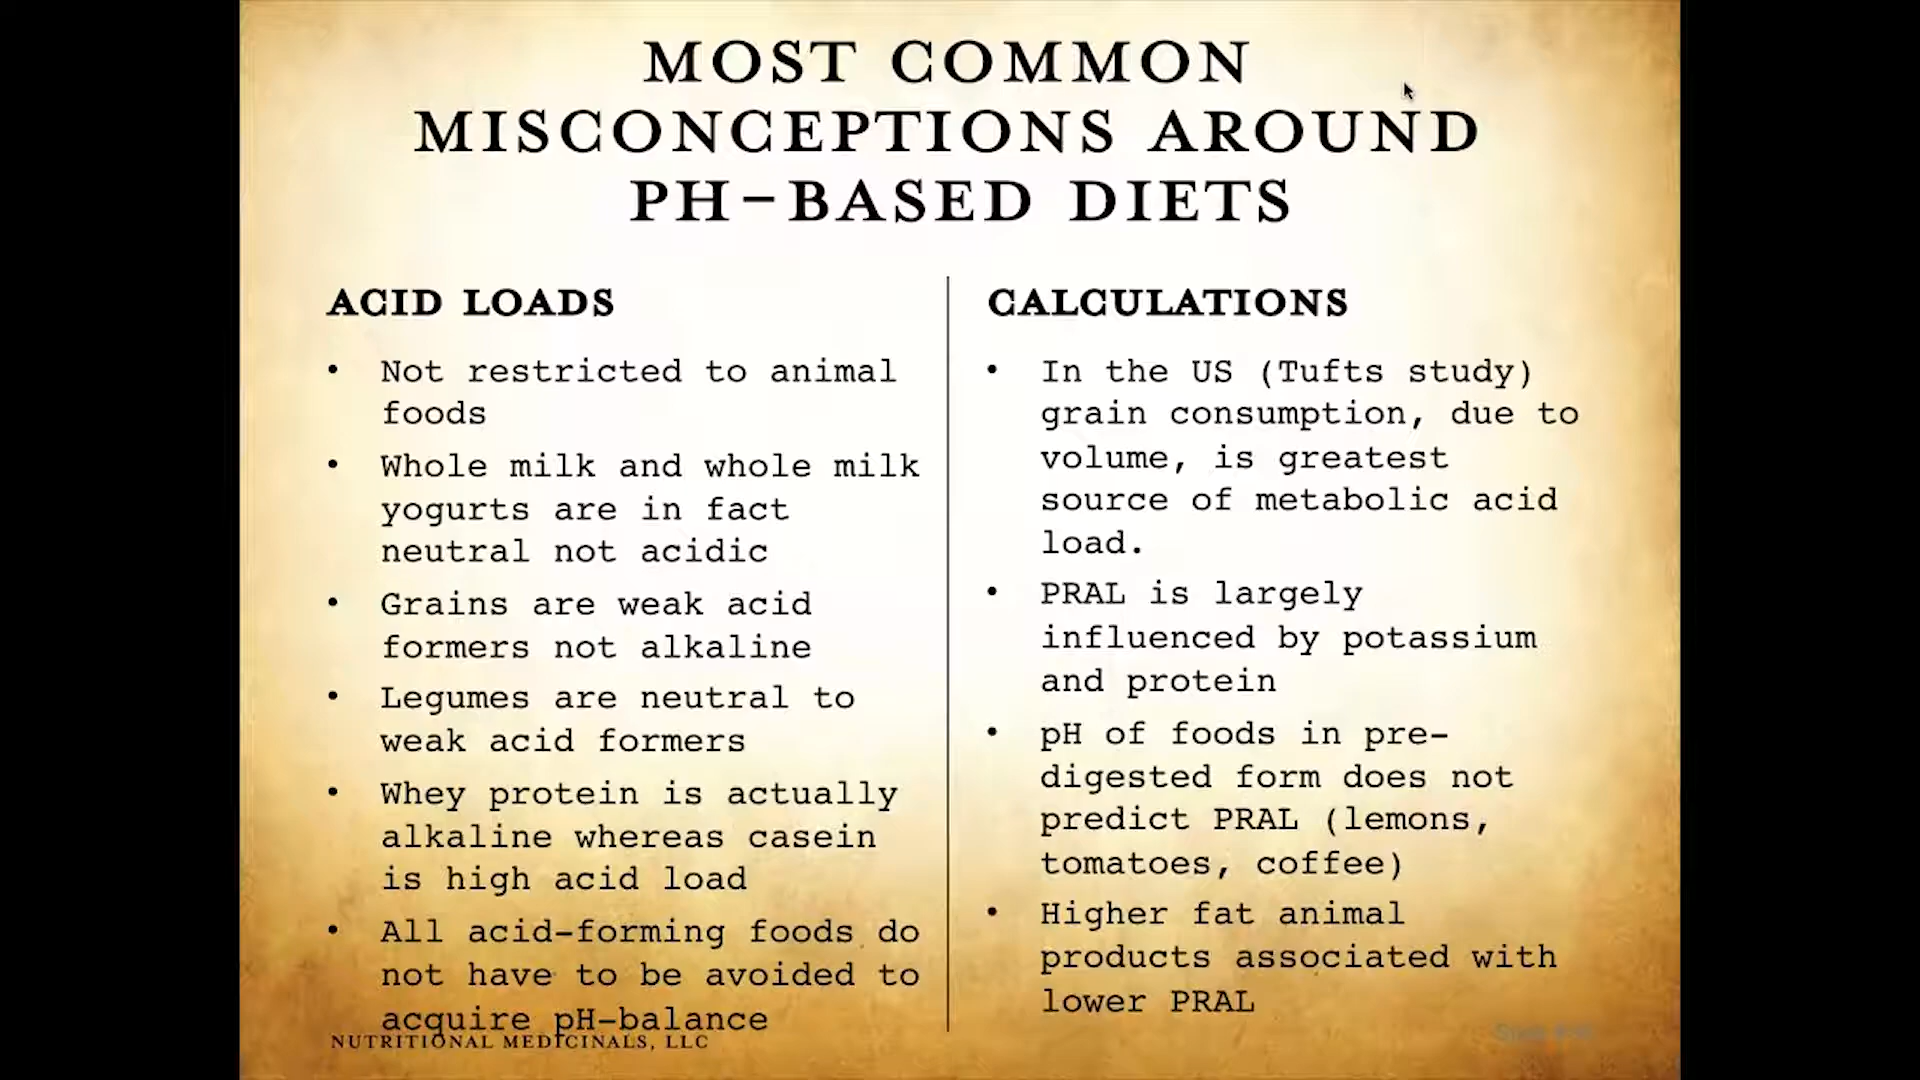 MOST COMMON
MISCONCEPTIONS AROUND
PH-BASED DIETS
ACID LOADS
• Not restricted to animal
foods
• Whole milk and whole milk
yogurts are in fact
neutral not acidic
• Grains are weak acid
formers not alkaline
• Legumes are neutral to
weak acid formers
• Whey protein is actually
alkaline whereas casein
is high acid load
• All acid-forming foods do
not have to be avoided to
acquire pH-balance
CALCULATIONS
• In the US (Tufts study)
grain consumption, due to
volume, is greatest
source of metabolic acid
load.
• PRAL is largely
influenced by potassium
and protein
• pH of foods in pre-
digested form does not
predict PRAL (lemons,
tomatoes, coffee)
• Higher fat animal
products associated with
lower PRAL
NUTRITIONAL MEDICINALS, LLC